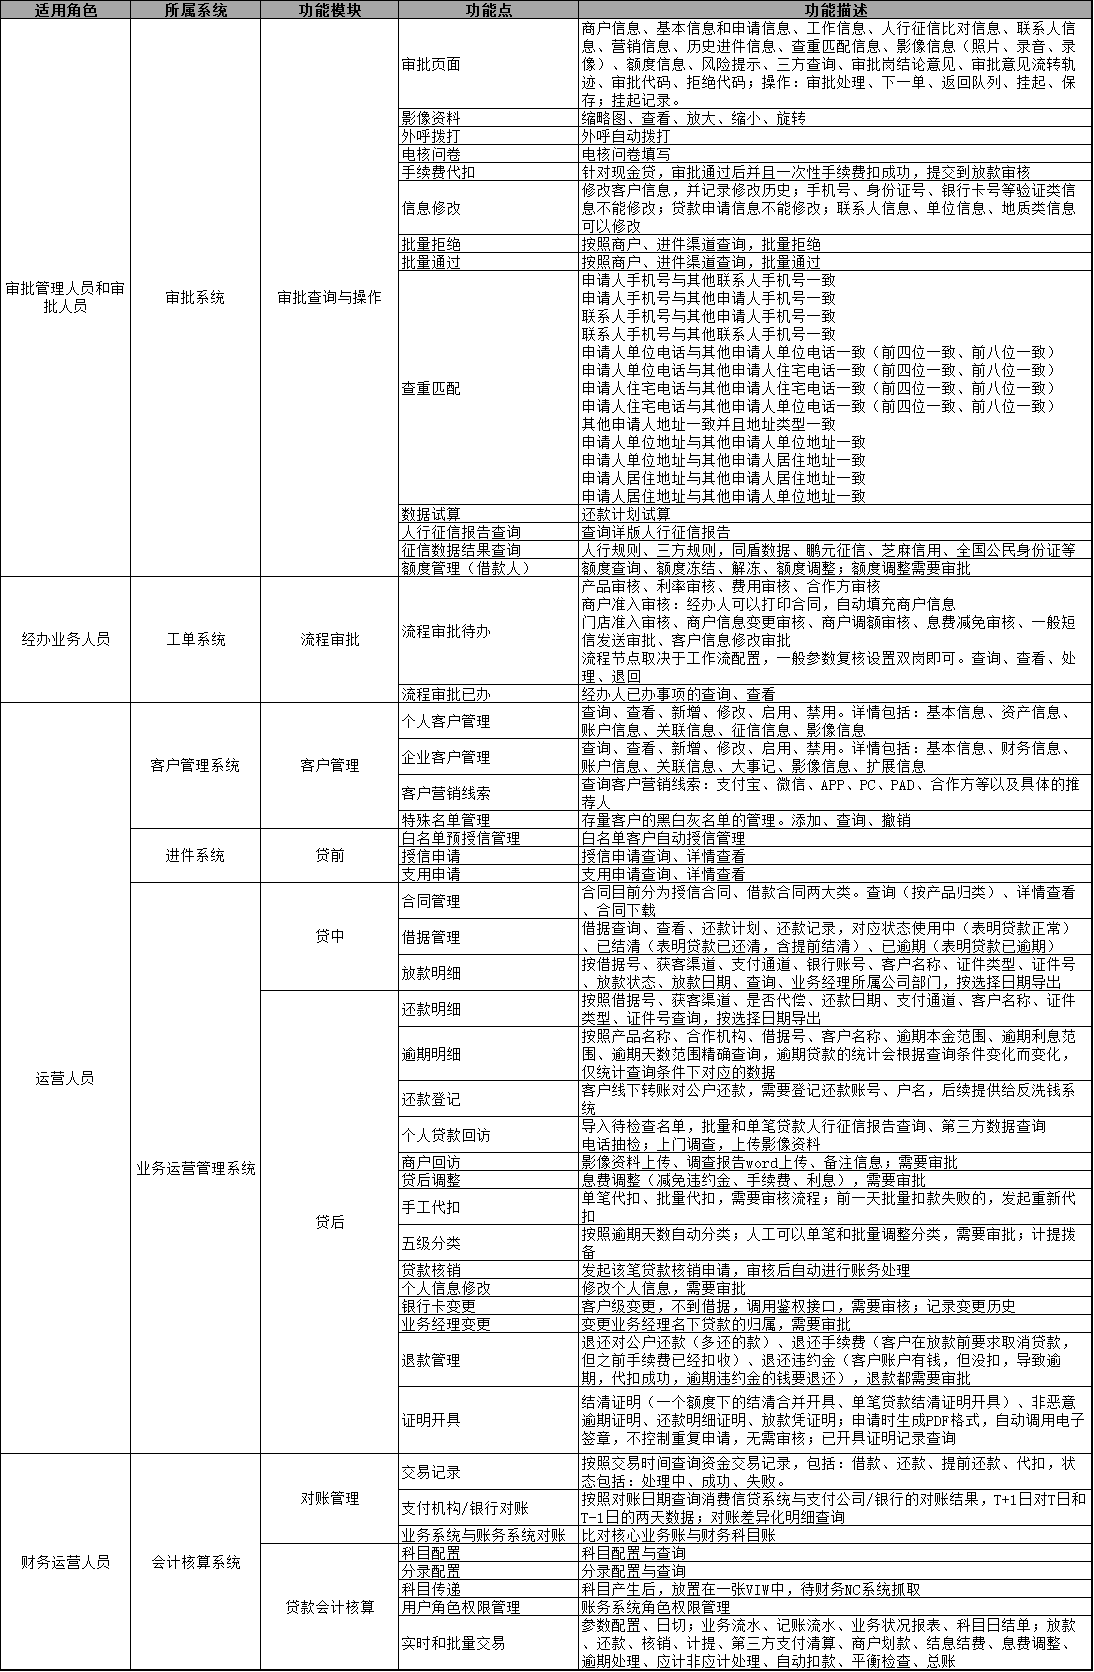 适用角色 所属系统 功能模块 功能点 功能描述
审批管理人员和审
批人员
审批系统
审批查询与操作
审批页面
商户信息、基本信息和申请信息、工作信息、人行征信比对信息、联系人信
息、营销信息、历史进件信息、查重匹配信息、影像信息（照片、录音、录
像）、额度信息、风险提示、三方查询、审批岗结论意见、审批意见流转轨
迹、审批代码、拒绝代码；操作：审批处理、下一单、返回队列、挂起、保
存；挂起记录。
影像资料 缩略图、查看、放大、缩小、旋转
外呼拨打 外呼自动拨打
电核问卷 电核问卷填写
手续费代扣 针对现金贷，审批通过后并且一次性手续费扣成功，提交到放款审核
信息修改
修改客户信息，并记录修改历史；手机号、身份证号、银行卡号等验证类信
息不能修改；贷款申请信息不能修改；联系人信息、单位信息、地质类信息
可以修改
批量拒绝 按照商户、进件渠道查询，批量拒绝
批量通过 按照商户、进件渠道查询，批量通过
查重匹配
申请人手机号与其他联系人手机号一致
申请人手机号与其他申请人手机号一致
联系人手机号与其他申请人手机号一致
联系人手机号与其他联系人手机号一致
申请人单位电话与其他申请人单位电话一致（前四位一致、前八位一致）
申请人单位电话与其他申请人住宅电话一致（前四位一致、前八位一致）
申请人住宅电话与其他申请人住宅电话一致（前四位一致、前八位一致）
申请人住宅电话与其他申请人单位电话一致（前四位一致、前八位一致）
其他申请人地址一致并且地址类型一致
申请人单位地址与其他申请人单位地址一致
申请人单位地址与其他申请人居住地址一致
申请人居住地址与其他申请人居住地址一致
申请人居住地址与其他申请人单位地址一致
数据试算 还款计划试算
人行征信报告查询 查询详版人行征信报告
征信数据结果查询 人行规则、三方规则，同盾数据、鹏元征信、芝麻信用、全国公民身份证等
额度管理（借款人） 额度查询、额度冻结、解冻、额度调整；额度调整需要审批
经办业务人员
工单系统
流程审批
流程审批待办
产品审核、利率审核、费用审核、合作方审核
商户准入审核：经办人可以打印合同，自动填充商户信息
门店准入审核、商户信息变更审核、商户调额审核、息费减免审核、一般短
信发送审批、客户信息修改审批
流程节点取决于工作流配置，一般参数复核设置双岗即可。查询、查看、处
理、退回
流程审批已办 经办人已办事项的查询、查看
运营人员
客户管理系统
客户管理
个人客户管理
查询、查看、新增、修改、启用、禁用。详情包括：基本信息、资产信息、
账户信息、关联信息、征信信息、影像信息
企业客户管理
查询、查看、新增、修改、启用、禁用。详情包括：基本信息、财务信息、
账户信息、关联信息、大事记、影像信息、扩展信息
客户营销线索
查询客户营销线索：支付宝、微信、APP、PC、PAD、合作方等以及具体的推
荐人
特殊名单管理 存量客户的黑白灰名单的管理。添加、查询、撤销
进件系统
贷前
白名单预授信管理 白名单客户自动授信管理
授信申请 授信申请查询、详情查看
支用申请 支用申请查询、详情查看
业务运营管理系统
贷中
合同管理
合同目前分为授信合同、借款合同两大类。查询（按产品归类）、详情查看
、合同下载
借据管理
借据查询、查看、还款计划、还款记录，对应状态使用中（表明贷款正常）
、已结清（表明贷款已还清，含提前结清）、已逾期（表明贷款已逾期）
放款明细
按借据号、获客渠道、支付通道、银行账号、客户名称、证件类型、证件号
、放款状态、放款日期、查询、业务经理所属公司部门，按选择日期导出
贷后
还款明细
按照借据号、获客渠道、是否代偿、还款日期、支付通道、客户名称、证件
类型、证件号查询，按选择日期导出
逾期明细
按照产品名称、合作机构、借据号、客户名称、逾期本金范围、逾期利息范
围、逾期天数范围精确查询，逾期贷款的统计会根据查询条件变化而变化，
仅统计查询条件下对应的数据
还款登记
客户线下转账对公户还款，需要登记还款账号、户名，后续提供给反洗钱系
统
个人贷款回访
导入待检查名单，批量和单笔贷款人行征信报告查询、第三方数据查询
电话抽检；上门调查，上传影像资料
商户回访 影像资料上传、调查报告word上传、备注信息；需要审批
贷后调整 息费调整（减免违约金、手续费、利息），需要审批
手工代扣
单笔代扣、批量代扣，需要审核流程；前一天批量扣款失败的，发起重新代
扣
五级分类
按照逾期天数自动分类；人工可以单笔和批量调整分类，需要审批；计提拨
备
贷款核销 发起该笔贷款核销申请，审核后自动进行账务处理
个人信息修改 修改个人信息，需要审批
银行卡变更 客户级变更，不到借据，调用鉴权接口，需要审核；记录变更历史
业务经理变更 变更业务经理名下贷款的归属，需要审批
退款管理
退还对公户还款（多还的款）、退还手续费（客户在放款前要求取消贷款，
但之前手续费已经扣收）、退还违约金（客户账户有钱，但没扣，导致逾
期，代扣成功，逾期违约金的钱要退还），退款都需要审批
证明开具
结清证明（一个额度下的结清合并开具、单笔贷款结清证明开具）、非恶意
逾期证明、还款明细证明、放款凭证明；申请时生成PDF格式，自动调用电子
签章，不控制重复申请，无需审核；已开具证明记录查询
财务运营人员
会计核算系统
对账管理
交易记录
按照交易时间查询资金交易记录，包括：借款、还款、提前还款、代扣，状
态包括：处理中、成功、失败。
支付机构/银行对账
按照对账日期查询消费信贷系统与支付公司/银行的对账结果，T+1日对T日和
T-1日的两天数据；对账差异化明细查询
业务系统与账务系统对账 比对核心业务账与财务科目账
贷款会计核算
科目配置 科目配置与查询
分录配置 分录配置与查询
科目传递 科目产生后，放置在一张VIW中，待财务NC系统抓取
用户角色权限管理 账务系统角色权限管理
实时和批量交易
参数配置、日切；业务流水、记账流水、业务状况报表、科目日结单；放款
、还款、核销、计提、第三方支付清算、商户划款、结息结费、息费调整、
逾期处理、应计非应计处理、自动扣款、平衡检查、总账